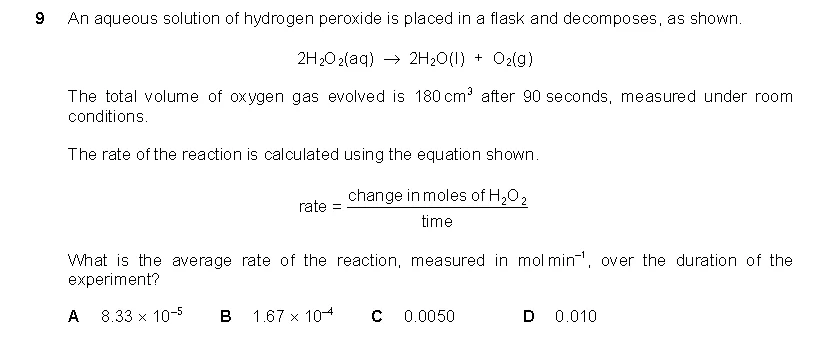 9 An aqueous solution of hydrogen peroxide is placed in a flask and decomposes, as shown.
2H₂O₂(aq) → 2H₂O(l) + O₂(g)
The total volume of oxygen gas evolved is 180 cm³ after 90 seconds, measured under room
conditions.
The rate of the reaction is calculated using the equation shown.
rate = change in moles of H₂O₂ / time
What is the average rate of the reaction, measured in mol min⁻¹, over the duration of the
experiment?
A 8.33 × 10⁻⁵ B 1.67 × 10⁻⁴ C 0.0050 D 0.010